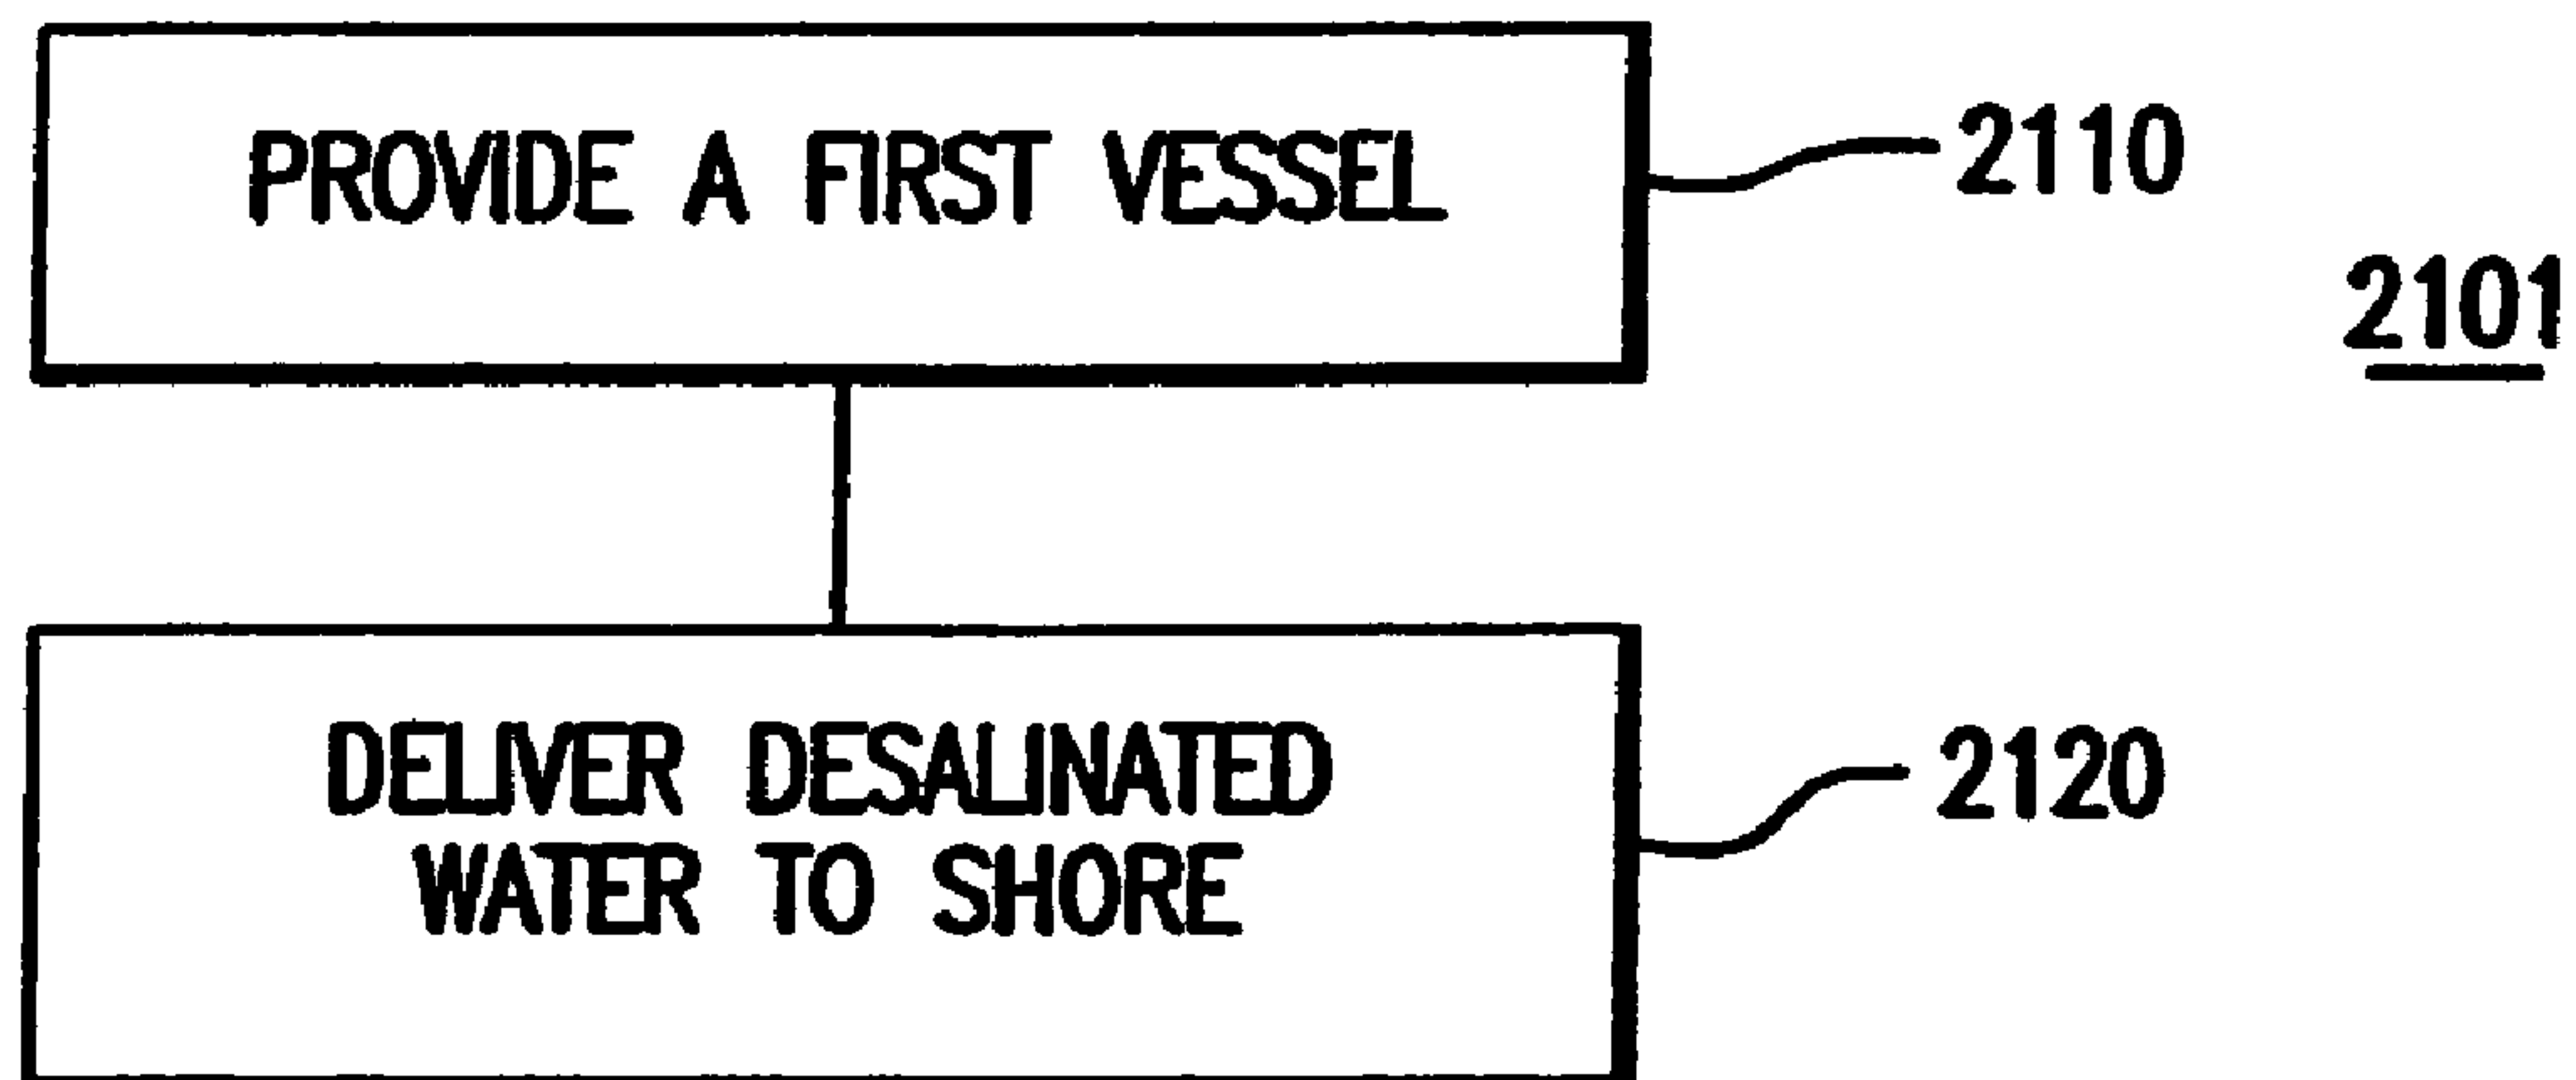 PROVIDE A FIRST VESSEL
2110
2101
DELIVER DESALINATED
WATER TO SHORE
2120